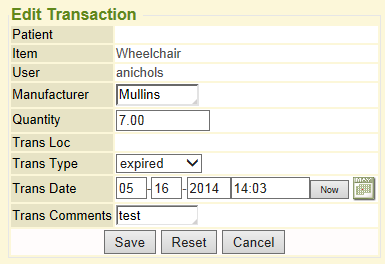 Edit Transaction
Patient
Item Wheelchair
User anichols
Manufacturer Mullins
Quantity 7.00
Trans Loc
Trans Type expired
Trans Date 05 - 16 - 2014 14:03 Now
Trans Comments test
Save Reset Cancel